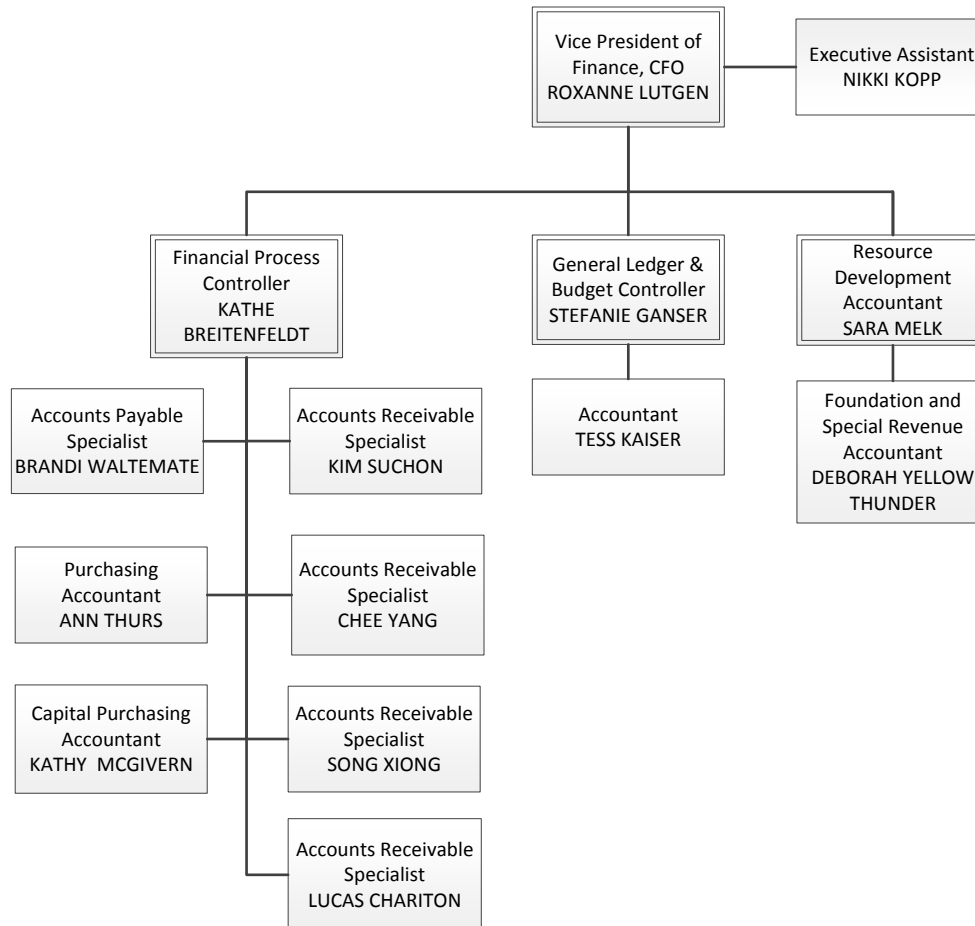 Vice President of
Finance, CFO
ROXANNE LUTGEN
Executive Assistant
NIKKI KOPP
Financial Process
Controller
KATHE
BREITENFELDT
General Ledger &
Budget Controller
STEFANIE GANSER
Resource
Development
Accountant
SARA MELK
Accounts Payable
Specialist
BRANDI WALTEMATE
Accounts Receivable
Specialist
KIM SUCHON
Accountant
TESS KAISER
Foundation and
Special Revenue
Accountant
DEBORAH YELLOW
THUNDER
Purchasing
Accountant
ANN THURS
Accounts Receivable
Specialist
CHEE YANG
Capital Purchasing
Accountant
KATHY  MCGIVERN
Accounts Receivable
Specialist
SONG XIONG
Accounts Receivable
Specialist
LUCAS CHARITON